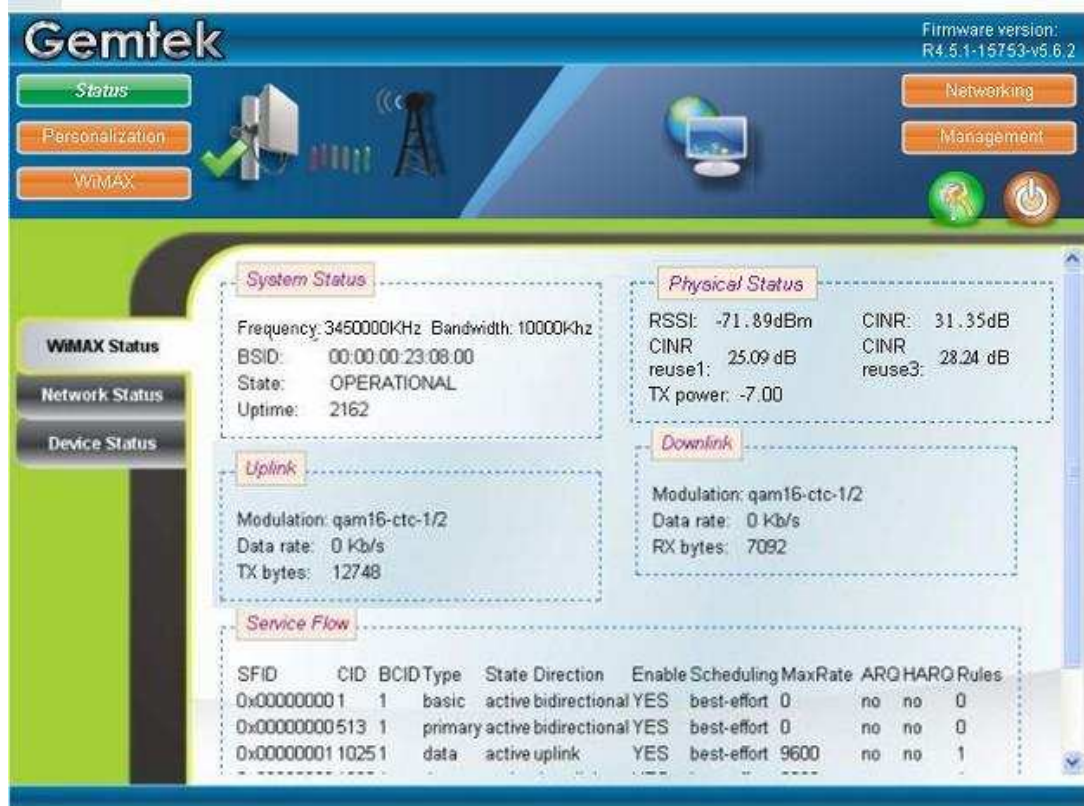 Gemtek
Firmware version:
R4.5.1-15753-v5.6.2
Status
Personalization
WiMAX
Networking
Management
WiMAX Status
Network Status
Device Status
System Status
Frequency: 3450000KHz Bandwidth: 10000Khz
BSID: 00:00:00:23:08:00
State: OPERATIONAL
Uptime: 2162
Physical Status
RSSI: -71.89dBm CINR: 31.35dB
CINR reuse1: 25.09 dB CINR reuse3: 28.24 dB
TX power: -7.00
Uplink
Modulation: qam16-ctc-1/2
Data rate: 0 Kb/s
TX bytes: 12748
Downlink
Modulation: qam16-ctc-1/2
Data rate: 0 Kb/s
RX bytes: 7092
Service Flow
SFID CID BCID Type State Direction Enable Scheduling MaxRate ARQ HARQ Rules
0x00000000 1 1 basic active bidirectional YES best-effort 0 no no 0
0x00000000 513 1 primary active bidirectional YES best-effort 0 no no 0
0x00000001 1025 1 data active uplink YES best-effort 9600 no no 1